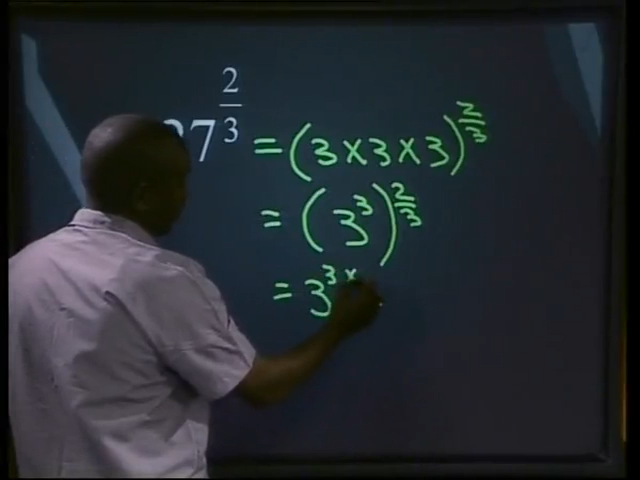 27^{2/3} = (3×3×3)^{2/3}
= (3^3)^{2/3}
= 3^{3×